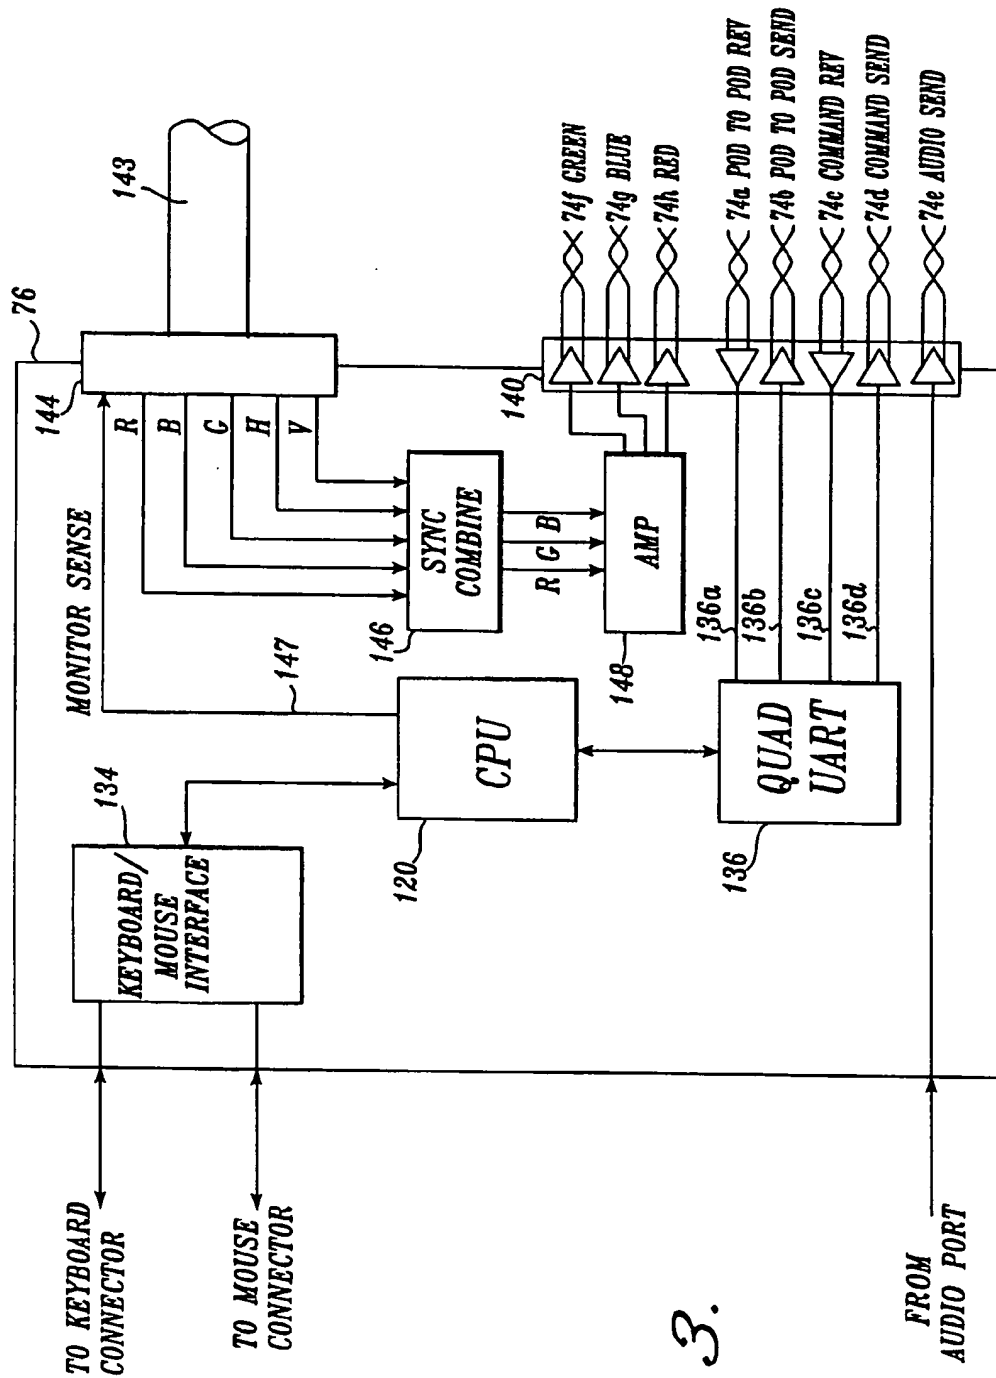 76
144
143
MONITOR SENSE
R
B
G
H
V
147
134
KEYBOARD/
MOUSE
INTERFACE
TO KEYBOARD
CONNECTOR
TO MOUSE
CONNECTOR
120
CPU
146
SYNC
COMBINE
R G B
148
AMP
140
74f GREEN
74g BLUE
74h RED
74a POD TO POD REV
74b POD TO POD SEND
74c COMMAND REV
74d COMMAND SEND
74e AUDIO SEND
136a
136b
136c
136d
136
QUAD
UART
FROM
AUDIO PORT
3.